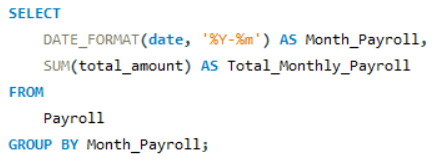 SELECT
    DATE_FORMAT(date, '%Y-%m') AS Month_Payroll,
    SUM(total_amount) AS Total_Monthly_Payroll
FROM
    Payroll
GROUP BY Month_Payroll;